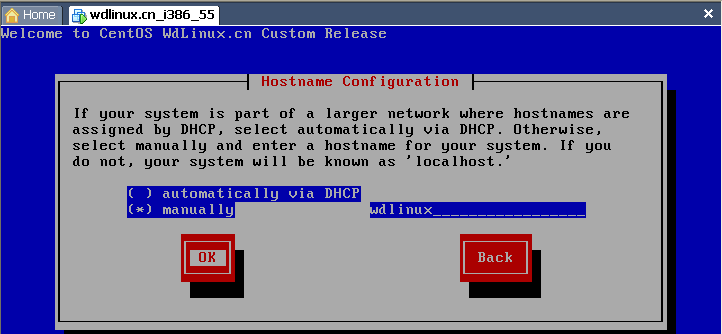 Home
wdlinux.cn_i386_55
Welcome to CentOS WdLinux.cn Custom Release
Hostname Configuration
If your system is part of a larger network where hostnames are
assigned by DHCP, select automatically via DHCP. Otherwise,
select manually and enter a hostname for your system. If you
do not, your system will be known as 'localhost.'
( ) automatically via DHCP
(*) manually wdlinux_________________
OK
Back